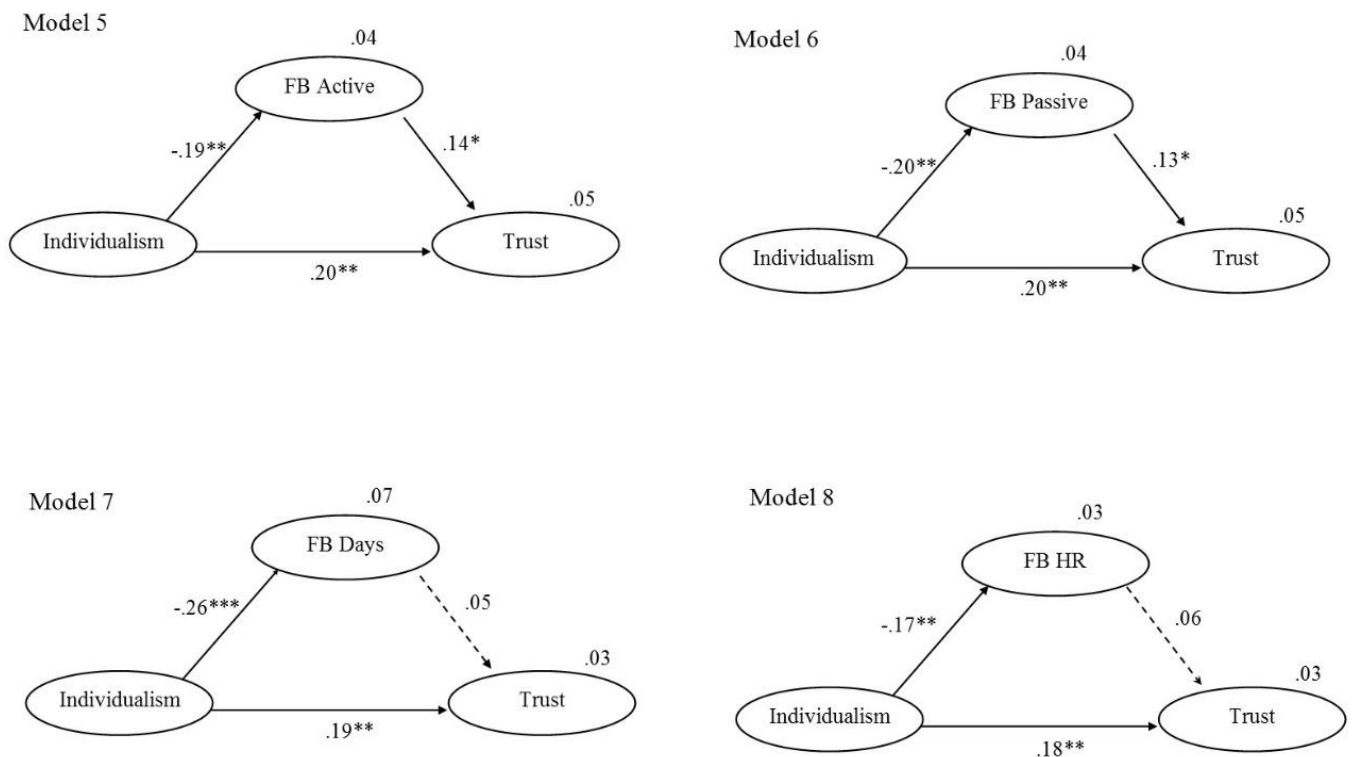 Model 5
.04
FB Active
-.19**
.14*
.05
Individualism
Trust
.20**
Model 6
.04
FB Passive
-.20**
.13*
.05
Individualism
Trust
.20**
Model 7
.07
FB Days
-.26***
.05
.03
Individualism
Trust
.19**
Model 8
.03
FB HR
-.17**
.06
.03
Individualism
Trust
.18**